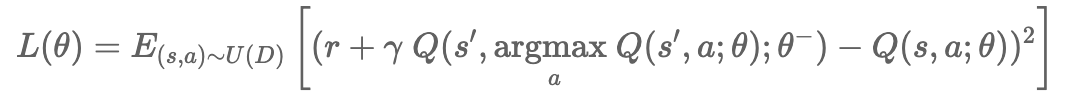 L(θ) = E_{(s,a)∼U(D)} [(r + γ Q(s′, argmax_a Q(s′, a; θ); θ⁻) − Q(s, a; θ))²]